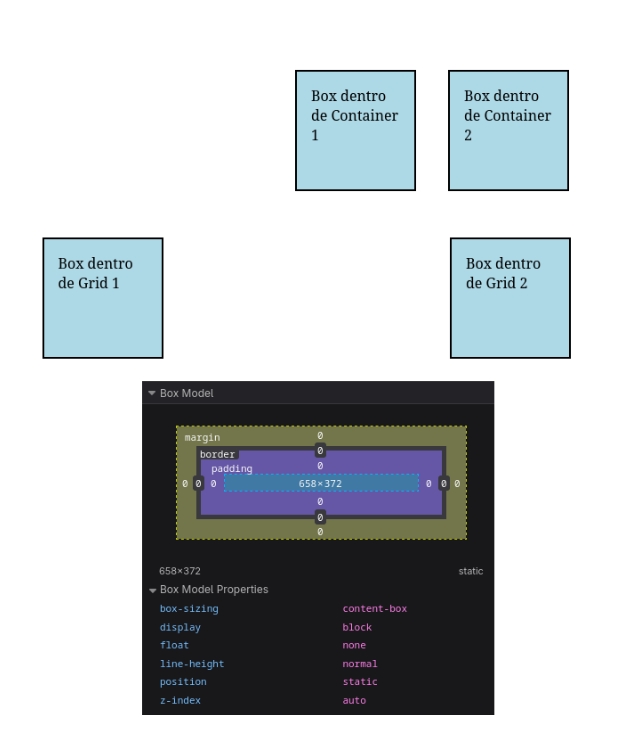 Box dentro
de Container
1
Box dentro
de Container
2
Box dentro
de Grid 1
Box dentro
de Grid 2
Box Model
margin
0
border
0
padding
0
0 0 0 658×372 0 0 0
0
0
0
658×372 static
Box Model Properties
box-sizing content-box
display block
float none
line-height normal
position static
z-index auto